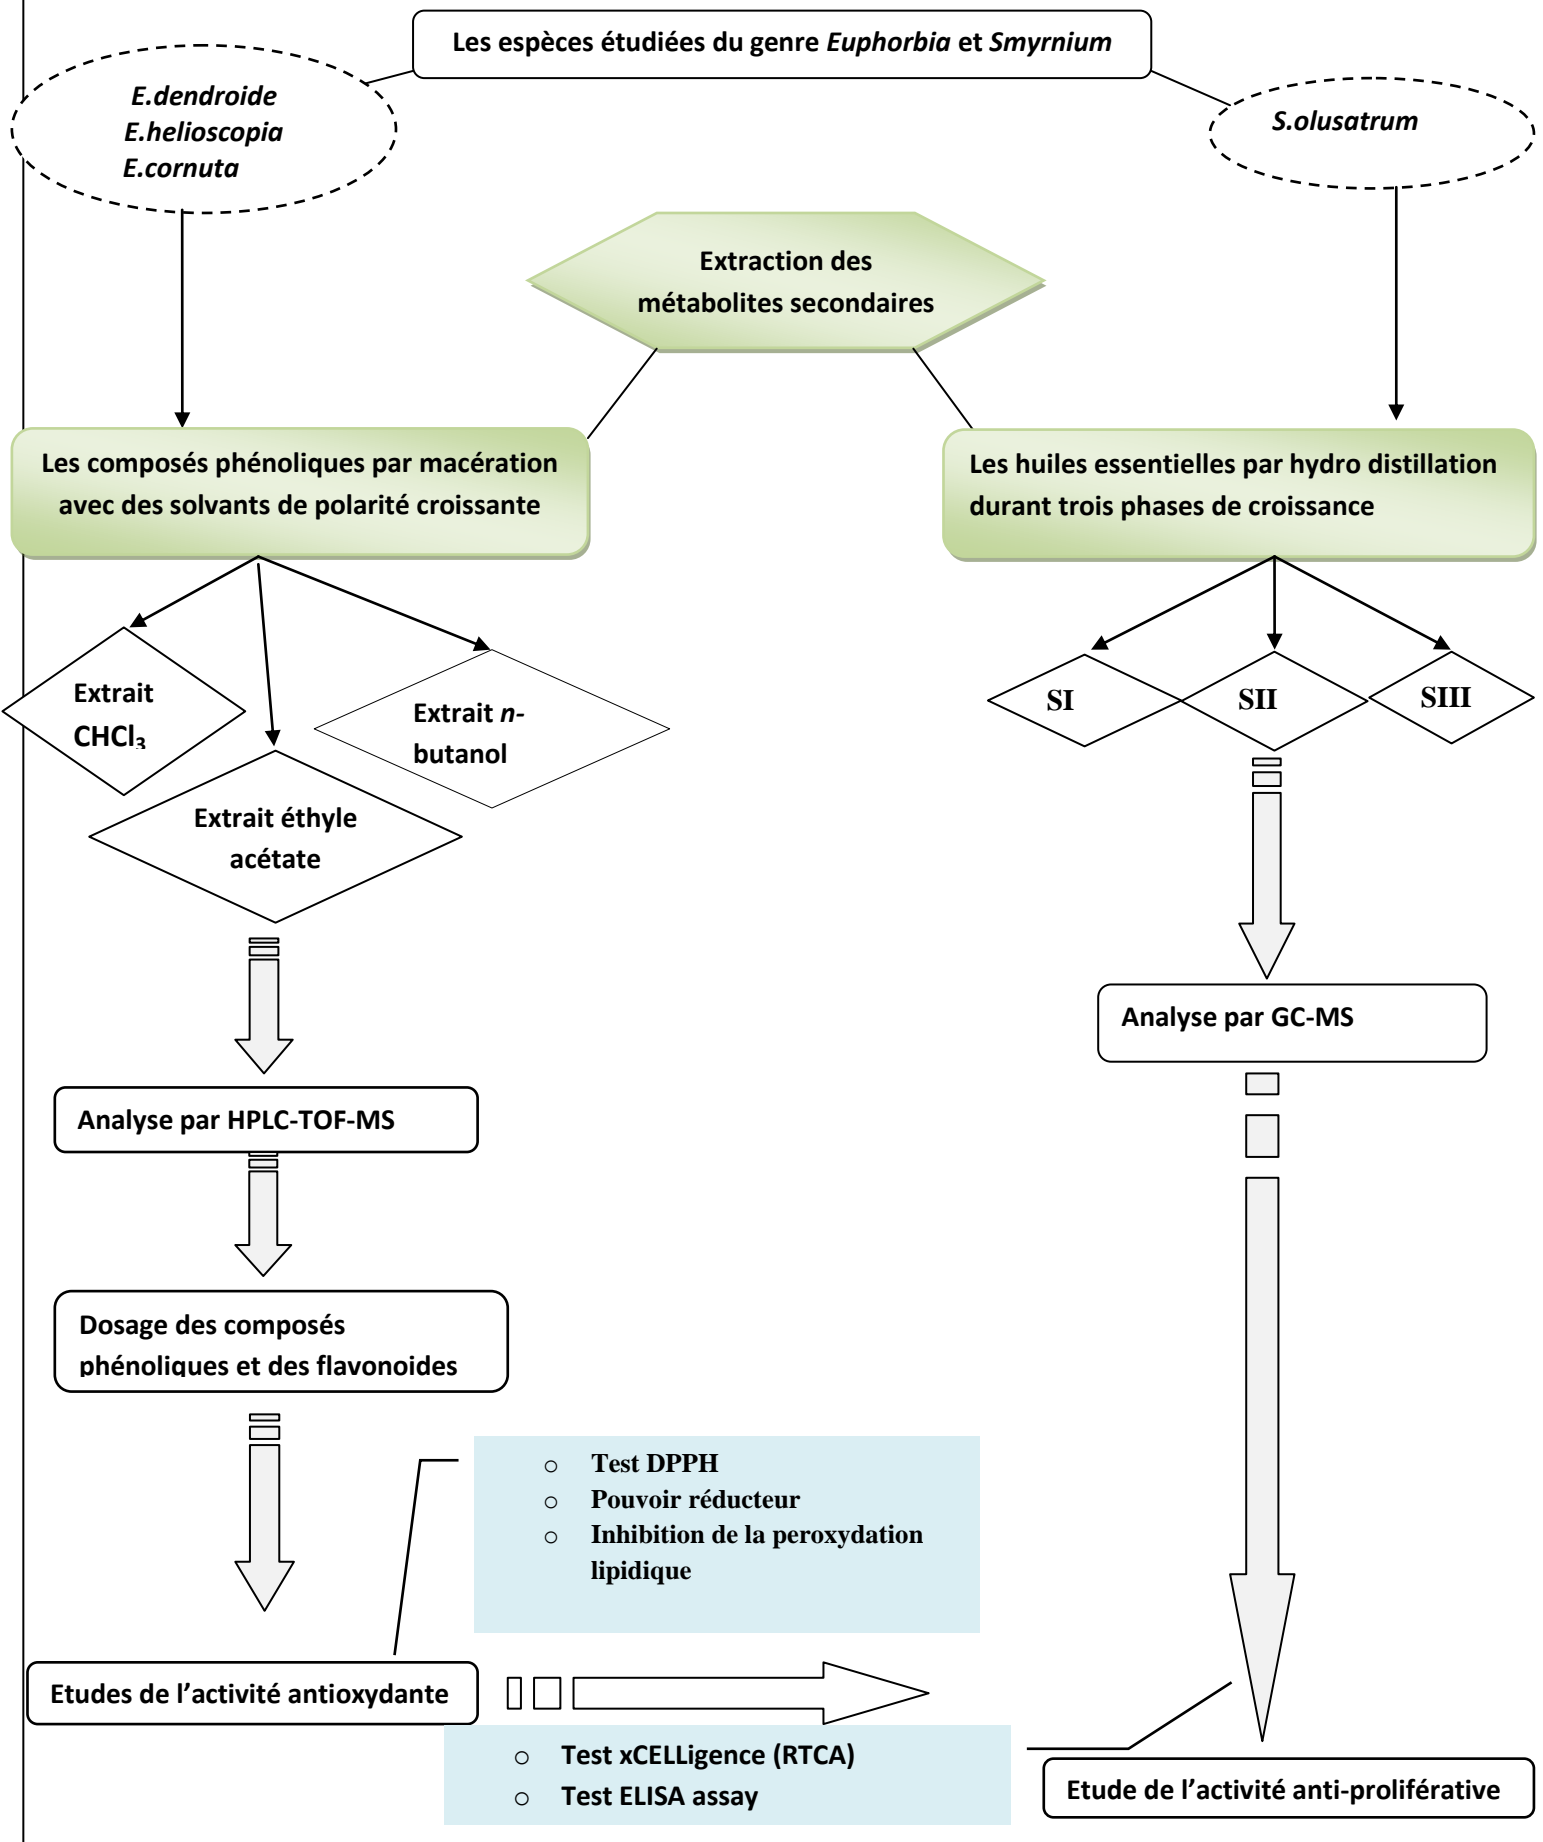 Les espèces étudiées du genre Euphorbia et Smyrnium
E.dendroide
E.helioscopia
E.cornuta
S.olusatrum
Extraction des
métabolites secondaires
Les composés phénoliques par macération
avec des solvants de polarité croissante
Les huiles essentielles par hydro distillation
durant trois phases de croissance
Extrait
CHCl₃
Extrait n-
butanol
Extrait éthyle
acétate
SI
SII
SIII
Analyse par GC-MS
Analyse par HPLC-TOF-MS
Dosage des composés
phénoliques et des flavonoides
o Test DPPH
o Pouvoir réducteur
o Inhibition de la peroxydation
lipidique
Etudes de l’activité antioxydante
o Test xCELLigence (RTCA)
o Test ELISA assay
Etude de l’activité anti-proliférative